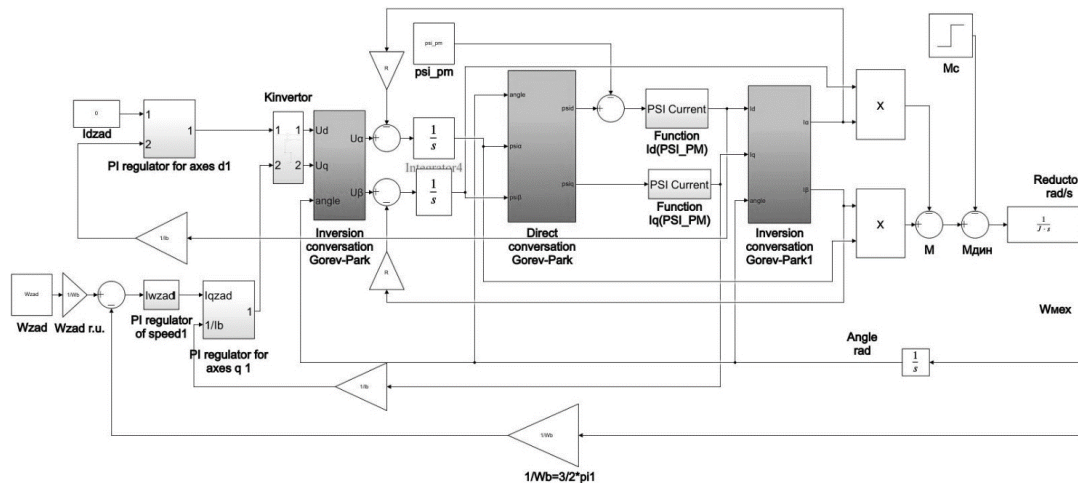 psi_pm
psi_pm
Mc
0
Idzad
1
2
1
PI regulator for axes d1
Kinvertor
1
2
1
2
Ud
Uq
angle
Uα
Uβ
Inversion
conversation
Gorev-Park
R
R
1
s
Integrator4
1
s
angle
psiα
psiβ
psid
psiq
Direct
conversation
Gorev-Park
PSI Current
Function
Id(PSI_PM)
PSI Current
Function
Iq(PSI_PM)
Id
Iq
angle
Iα
Iβ
Inversion
conversation
Gorev-Park1
X
X
M
Мдин
Reducto
rad/s
1
J · s
Wмех
Angle
rad
1
s
1/Ib
Wzad
Wzad
1/Wb
Wzad r.u.
Iwzad1
PI regulator
of speed1
Iqzad
1/Ib
1
PI regulator for
axes q 1
1/Ib
1/Wb
1/Wb=3/2*pi1